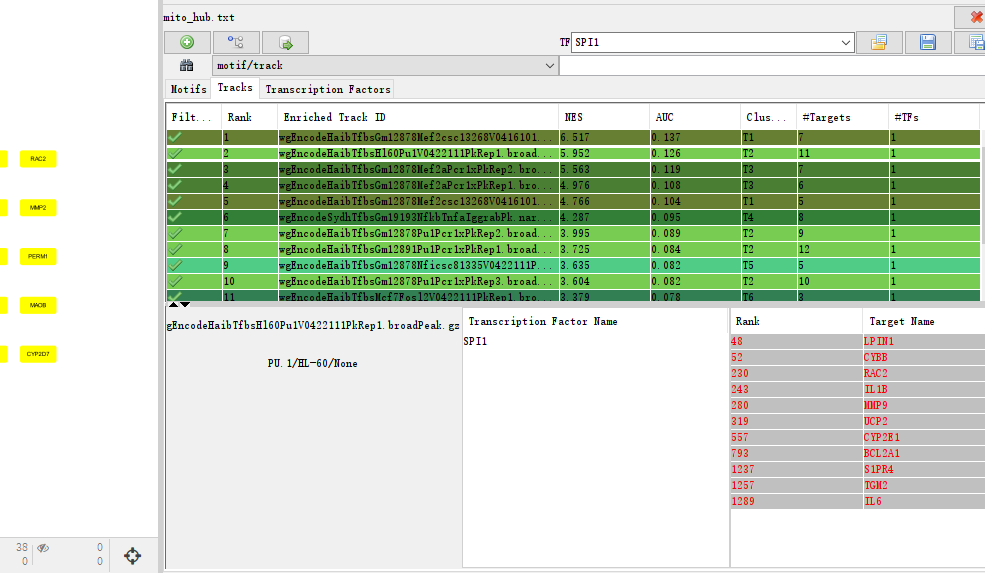 mito_hub.txt
TF SPI1
motif/track
Motifs Tracks Transcription Factors
Filt... Rank Enriched Track ID NES AUC Clus... #Targets #TFs
1 wgEncodeHaibTfbsGm12878Mef2csc13268V0416101... 6.517 0.137 T1 7 1
2 wgEncodeHaibTfbsHl60Pu1V0422111PkRep1.broad... 5.952 0.126 T2 11 1
3 wgEncodeHaibTfbsGm12878Mef2aPcr1xPkRep2.bro... 5.563 0.119 T3 7 1
4 wgEncodeHaibTfbsGm12878Mef2aPcr1xPkRep1.bro... 4.976 0.108 T3 6 1
5 wgEncodeHaibTfbsGm12878Mef2csc13268V0416101... 4.766 0.104 T1 5 1
6 wgEncodeSydhTfbsGm19193NfkbTnfaIggrabPk.nar... 4.287 0.095 T4 8 1
7 wgEncodeHaibTfbsGm12878Pu1Pcr1xPkRep2.broad... 3.995 0.089 T2 9 1
8 wgEncodeHaibTfbsGm12891Pu1Pcr1xPkRep1.broad... 3.725 0.084 T2 12 1
9 wgEncodeHaibTfbsGm12878Nficsc81335V0422111P... 3.635 0.082 T5 5 1
10 wgEncodeHaibTfbsGm12878Pu1Pcr1xPkRep3.broad... 3.604 0.082 T2 10 1
11 wgEncodeHaibTfbsMcf7Fosl2V0422111PkRep1.bro... 3.379 0.078 T6 3 1
gEncodeHaibTfbsHl60Pu1V0422111PkRep1.broadPeak.gz
PU.1/HL-60/None
Transcription Factor Name
SPI1
Rank Target Name
48 LPIN1
52 CYBB
230 RAC2
243 IL1B
280 MMP9
319 UCP2
557 CYP2E1
793 BCL2A1
1237 S1PR4
1257 TGM2
1289 IL6
RAC2
MMP2
PERM1
MAOB
CYP2D7
38 0
0 0